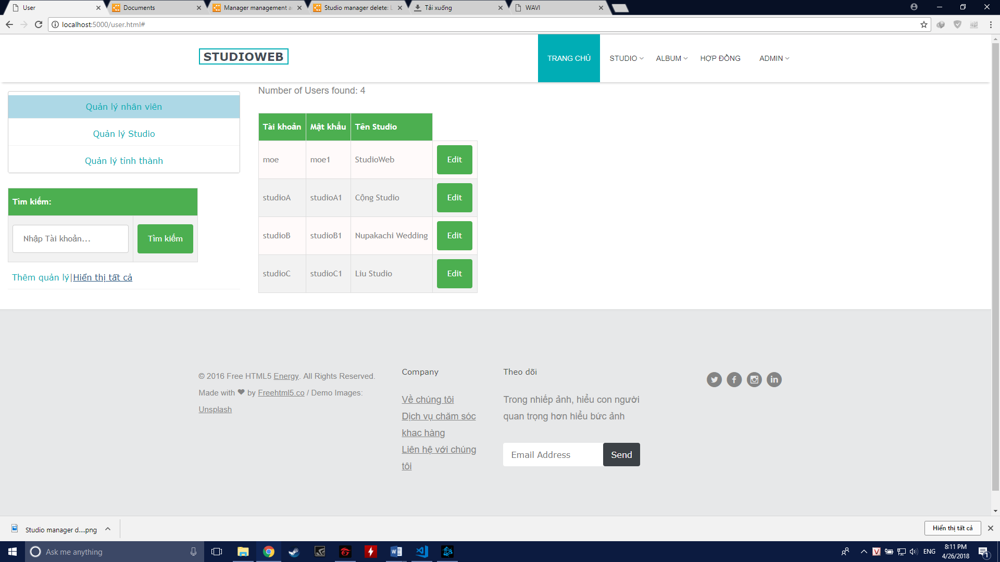 User
Documents
Manager management a
Studio manager delete: L
Tải xuống
WAVI
localhost:5000/user.html#
STUDIOWEB
TRANG CHỦ
STUDIO
ALBUM
HỢP ĐỒNG
ADMIN
Quản lý nhân viên
Quản lý Studio
Quản lý tỉnh thành
Tìm kiếm:
Nhập Tài khoản...
Tìm kiếm
Thêm quản lý|Hiển thị tất cả
Number of Users found: 4
Tài khoản Mật khẩu Tên Studio
moe moe1 StudioWeb Edit
studioA studioA1 Cộng Studio Edit
studioB studioB1 Nupakachi Wedding Edit
studioC studioC1 Liu Studio Edit
© 2016 Free HTML5 Energy. All Rights Reserved.
Made with ❤ by Freehtml5.co / Demo Images:
Unsplash
Company
Về chúng tôi
Dịch vụ chăm sóc
khac hàng
Liên hệ với chúng
tôi
Theo dõi
Trong nhiếp ảnh, hiểu con người
quan trọng hơn hiểu bức ảnh
Email Address
Send
Studio manager d....png
Hiển thị tất cả
Ask me anything
ENG
8:11 PM
4/26/2018
1